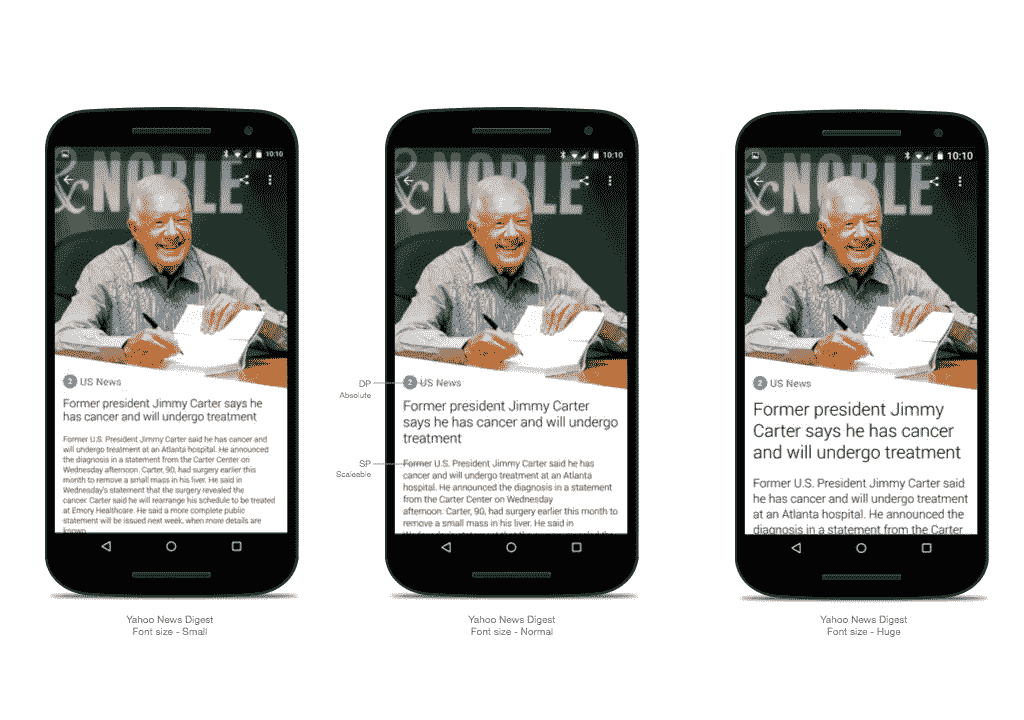 10:10
& NOBLE
2 US News
Former president Jimmy Carter says he
has cancer and will undergo treatment
Former U.S. President Jimmy Carter said he has cancer and
will undergo treatment at an Atlanta hospital. He announced
the diagnosis in a statement from the Carter Center on
Wednesday afternoon. Carter, 90, had surgery earlier this
month to remove a small mass in his liver. He said in
Wednesday's statement that the surgery revealed the
cancer. Carter said he will rearrange his schedule to be treated
at Emory Healthcare. He said a more complete public
statement will be issued next week, when more details are
known.
Yahoo News Digest
Font size - Small
10:10
& NOBLE
DP
Absolute
2 US News
Former president Jimmy Carter
says he has cancer and will undergo
treatment
SP
Scaleable
Former U.S. President Jimmy Carter said he has
cancer and will undergo treatment at an Atlanta
hospital. He announced the diagnosis in a statement
from the Carter Center on Wednesday
afternoon. Carter, 90, had surgery earlier this month to
remove a small mass in his liver. He said in
Yahoo News Digest
Font size - Normal
10:10
& NOBLE
2 US News
Former president Jimmy
Carter says he has cancer
and will undergo treatment
Former U.S. President Jimmy Carter said
he has cancer and will undergo treatment
at an Atlanta hospital. He announced the
diagnosis in a statement from the Carter
Yahoo News Digest
Font size - Huge